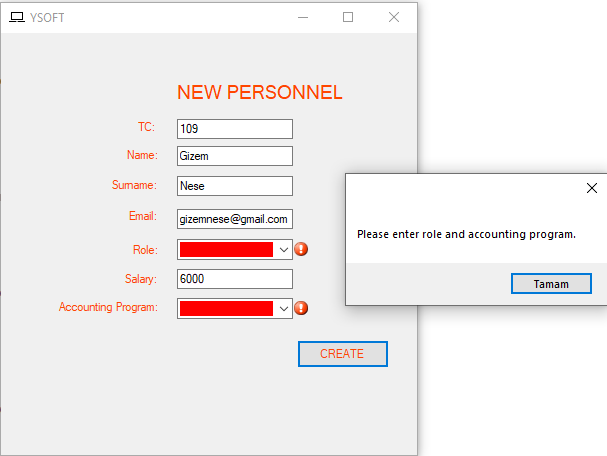 YSOFT
NEW PERSONNEL
TC: 109
Name: Gizem
Surname: Nese
Email: gizemnese@gmail.com
Role:
Salary: 6000
Accounting Program:
CREATE
Please enter role and accounting program.
Tamam